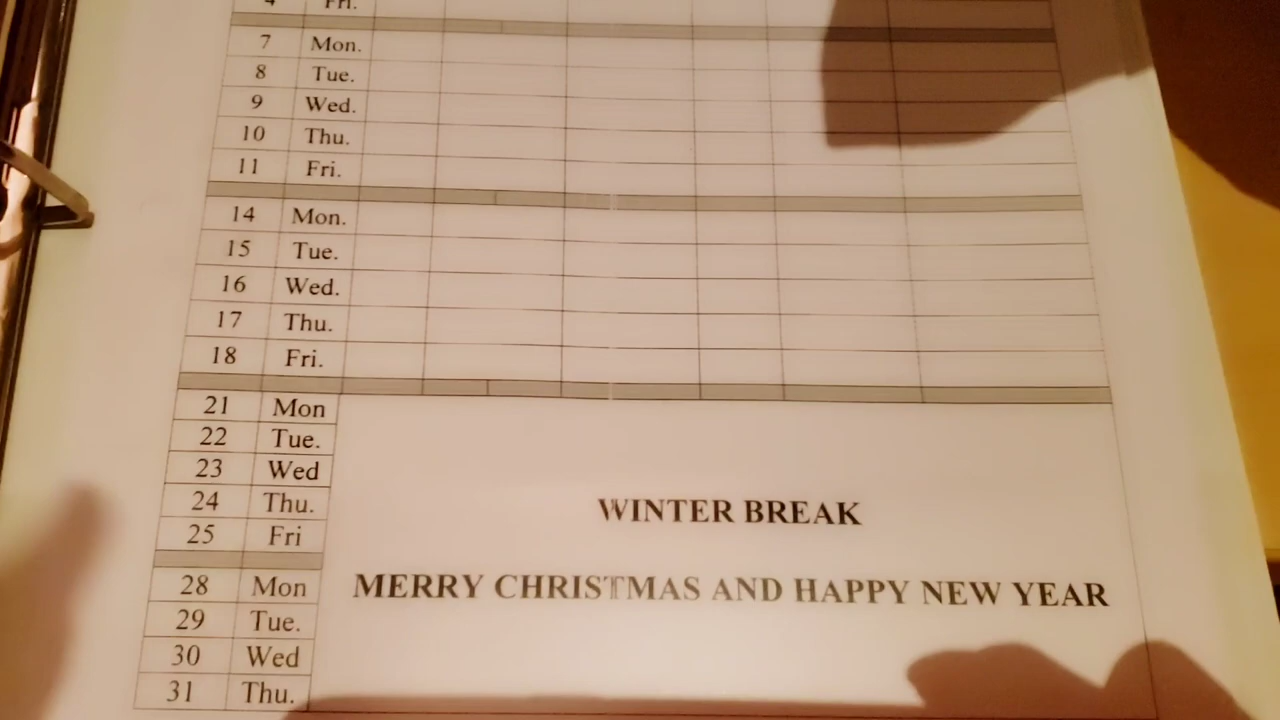 4 Fri.
7 Mon.
8 Tue.
9 Wed.
10 Thu.
11 Fri.
14 Mon.
15 Tue.
16 Wed.
17 Thu.
18 Fri.
21 Mon
22 Tue.
23 Wed
24 Thu.
25 Fri
WINTER BREAK
MERRY CHRISTMAS AND HAPPY NEW YEAR
28 Mon
29 Tue.
30 Wed
31 Thu.